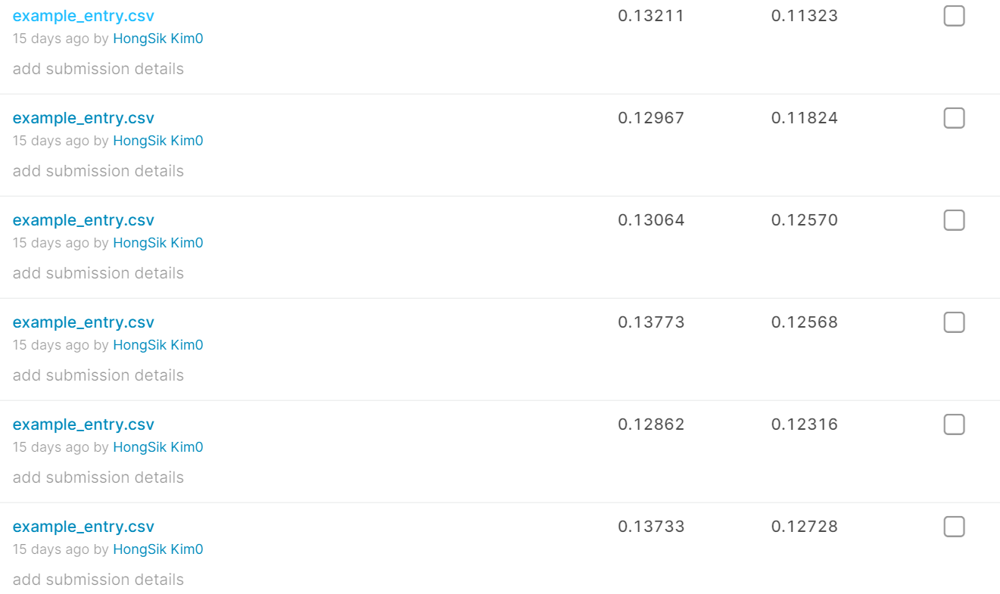 example_entry.csv 0.13211 0.11323
15 days ago by HongSik Kim0
add submission details
example_entry.csv 0.12967 0.11824
15 days ago by HongSik Kim0
add submission details
example_entry.csv 0.13064 0.12570
15 days ago by HongSik Kim0
add submission details
example_entry.csv 0.13773 0.12568
15 days ago by HongSik Kim0
add submission details
example_entry.csv 0.12862 0.12316
15 days ago by HongSik Kim0
add submission details
example_entry.csv 0.13733 0.12728
15 days ago by HongSik Kim0
add submission details